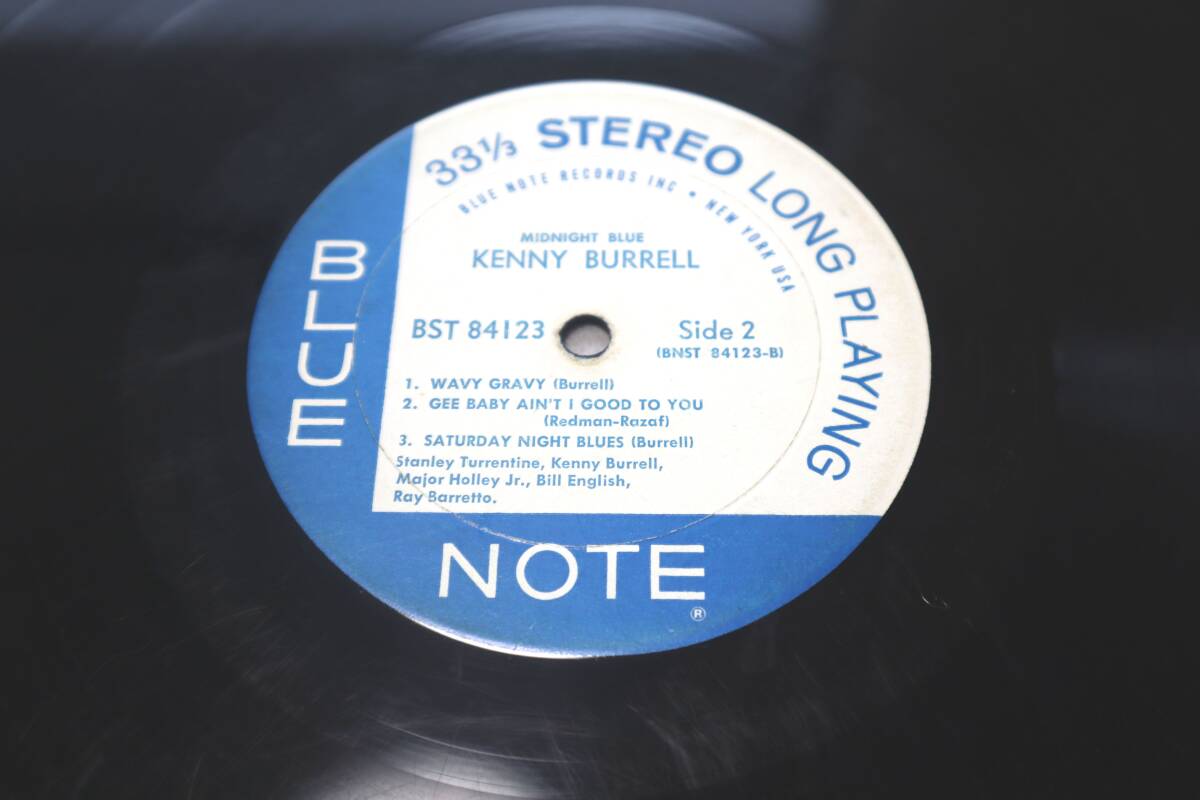 33⅓ STEREO LONG PLAYING
BLUE NOTE RECORDS INC • NEW YORK USA
MIDNIGHT BLUE
KENNY BURRELL
BST 84123
Side 2
(BNST 84123-B)
1. WAVY GRAVY (Burrell)
2. GEE BABY AIN'T I GOOD TO YOU
(Redman-Razaf)
3. SATURDAY NIGHT BLUES (Burrell)
Stanley Turrentine, Kenny Burrell,
Major Holley Jr., Bill English,
Ray Barretto.
BLUE
NOTE
®